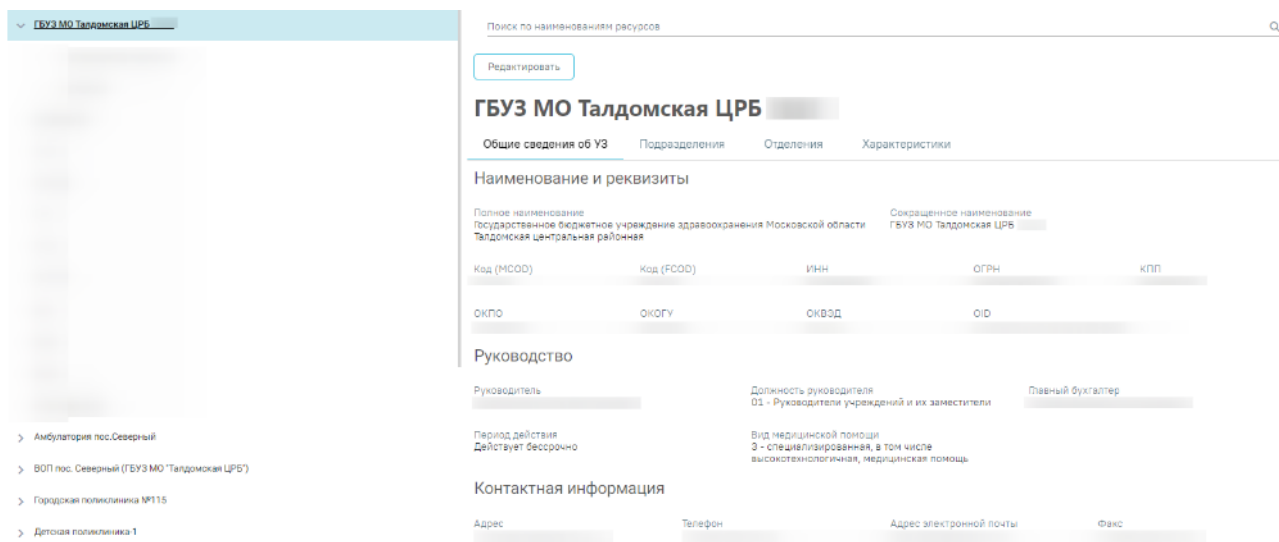 ГБУЗ МО Талдомская ЦРБ
Амбулатория пос.Северный
ВОП пос. Северный (ГБУЗ МО "Талдомская ЦРБ")
Городская поликлиника №115
Детская поликлиника-1
Поиск по наименованиям ресурсов
Редактировать
ГБУЗ МО Талдомская ЦРБ
Общие сведения об УЗ Подразделения Отделения Характеристики
Наименование и реквизиты
Полное наименование Сокращенное наименование
Государственное бюджетное учреждение здравоохранения Московской области ГБУЗ МО Талдомская ЦРБ
Талдомская центральная районная
Код (MCOD) Код (FCOD) ИНН ОГРН КПП
ОКПО ОКОГУ ОКВЭД OID
Руководство
Руководитель Должность руководителя Главный бухгалтер
01 - Руководители учреждений и их заместители
Период действия Вид медицинской помощи
Действует бессрочно 3 - специализированная, в том числе
высокотехнологичная, медицинская помощь
Контактная информация
Адрес Телефон Адрес электронной почты Факс